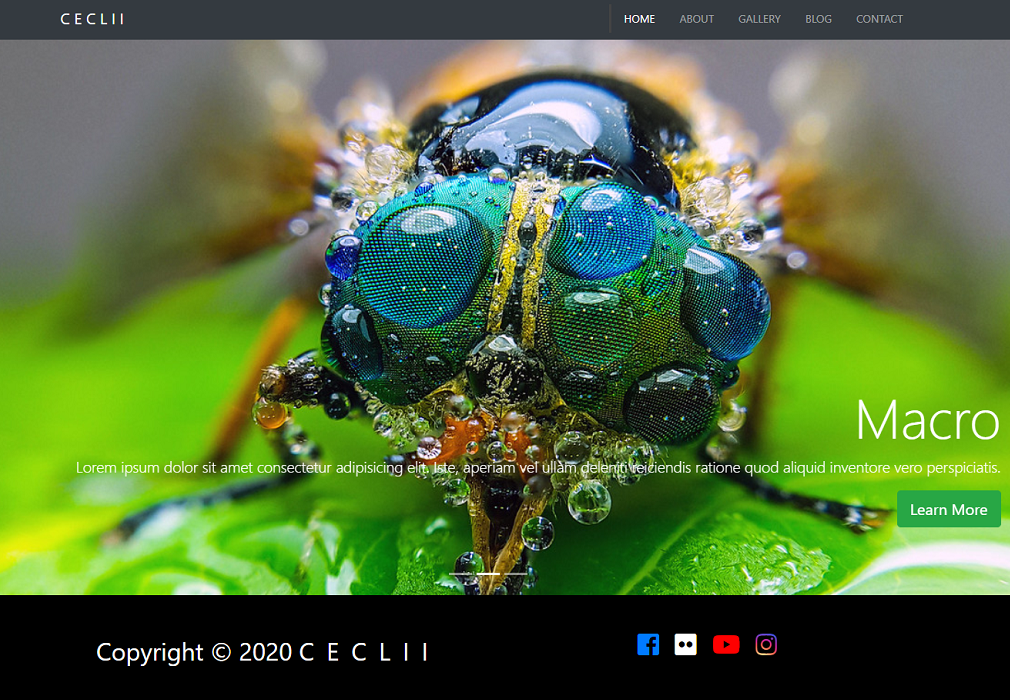 C E C L I I
HOME ABOUT GALLERY BLOG CONTACT
Macro
Lorem ipsum dolor sit amet consectetur adipisicing elit. Iste, aperiam vel ullam deleniti reiciendis ratione quod aliquid inventore vero perspiciatis.
Learn More
Copyright © 2020 C E C L I I